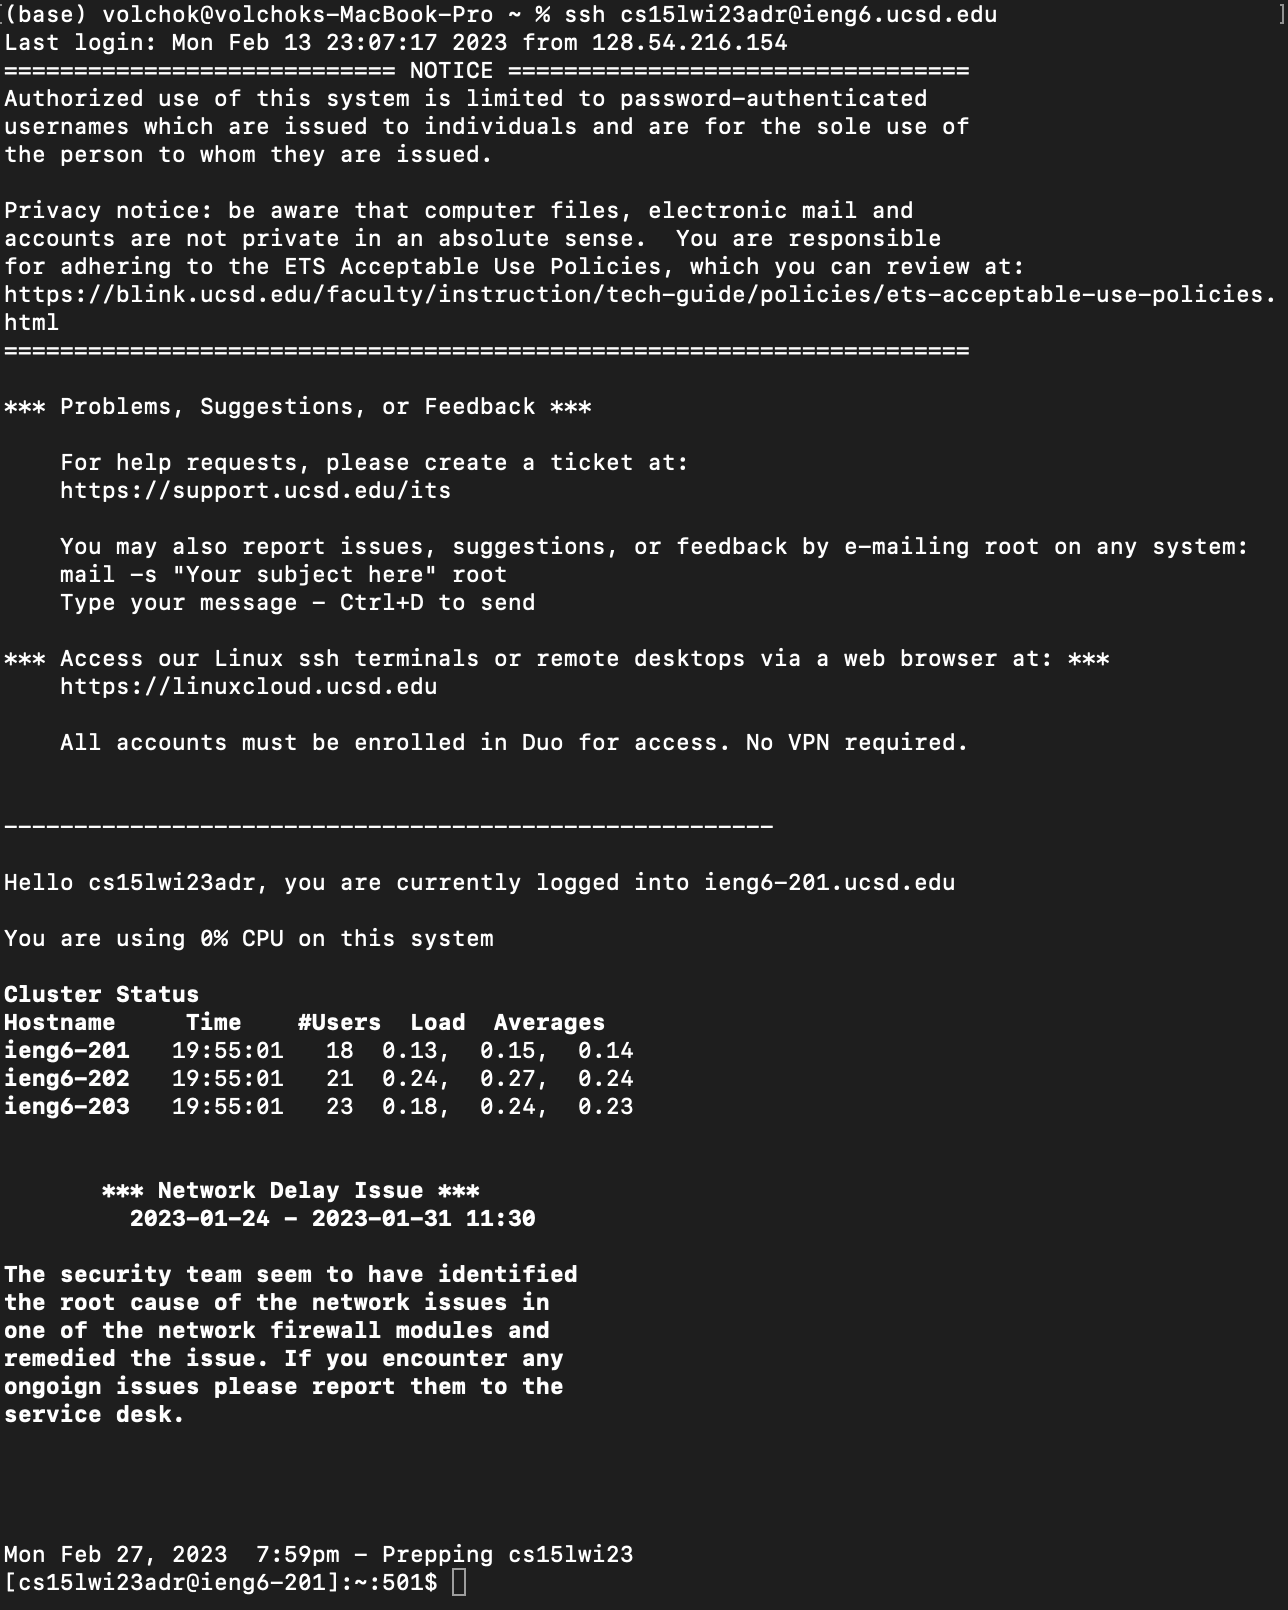 (base) volchok@volchoks-MacBook-Pro ~ % ssh cs15lwi23adr@ieng6.ucsd.edu
Last login: Mon Feb 13 23:07:17 2023 from 128.54.216.154
============================ NOTICE =================================
Authorized use of this system is limited to password-authenticated
usernames which are issued to individuals and are for the sole use of
the person to whom they are issued.

Privacy notice: be aware that computer files, electronic mail and
accounts are not private in an absolute sense.  You are responsible
for adhering to the ETS Acceptable Use Policies, which you can review at:
https://blink.ucsd.edu/faculty/instruction/tech-guide/policies/ets-acceptable-use-policies.
html
=====================================================================

*** Problems, Suggestions, or Feedback ***

    For help requests, please create a ticket at:
    https://support.ucsd.edu/its

    You may also report issues, suggestions, or feedback by e-mailing root on any system:
    mail -s "Your subject here" root
    Type your message - Ctrl+D to send

*** Access our Linux ssh terminals or remote desktops via a web browser at: ***
    https://linuxcloud.ucsd.edu

    All accounts must be enrolled in Duo for access. No VPN required.


-------------------------------------------------------

Hello cs15lwi23adr, you are currently logged into ieng6-201.ucsd.edu

You are using 0% CPU on this system

Cluster Status
Hostname     Time    #Users  Load  Averages
ieng6-201   19:55:01   18  0.13,  0.15,  0.14
ieng6-202   19:55:01   21  0.24,  0.27,  0.24
ieng6-203   19:55:01   23  0.18,  0.24,  0.23


       *** Network Delay Issue ***
         2023-01-24 - 2023-01-31 11:30

The security team seem to have identified
the root cause of the network issues in
one of the network firewall modules and
remedied the issue. If you encounter any
ongoign issues please report them to the
service desk.




Mon Feb 27, 2023  7:59pm - Prepping cs15lwi23
[cs15lwi23adr@ieng6-201]:~:501$